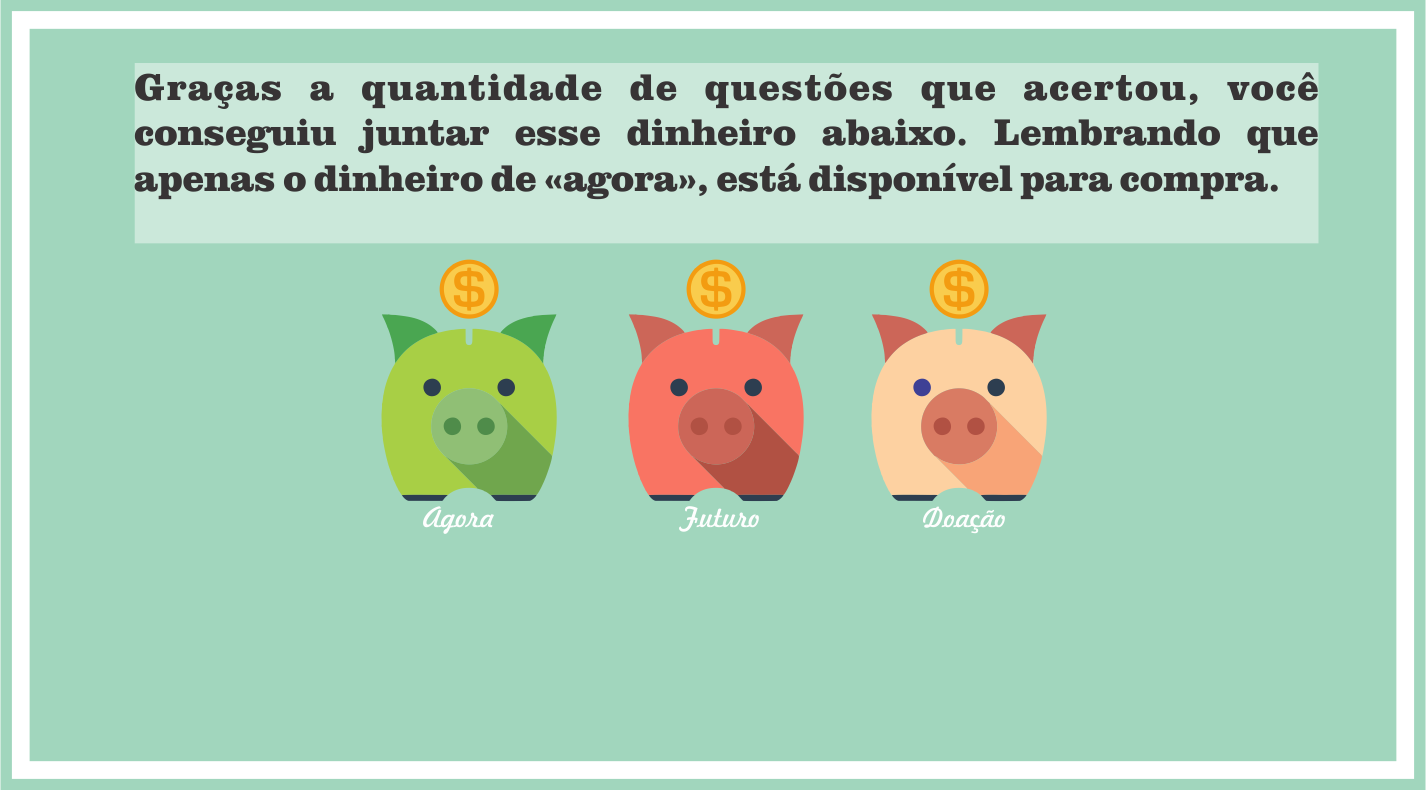 Graças a quantidade de questões que acertou, você
conseguiu juntar esse dinheiro abaixo. Lembrando que
apenas o dinheiro de «agora», está disponível para compra.
$ $ $
Agora Futuro Doação